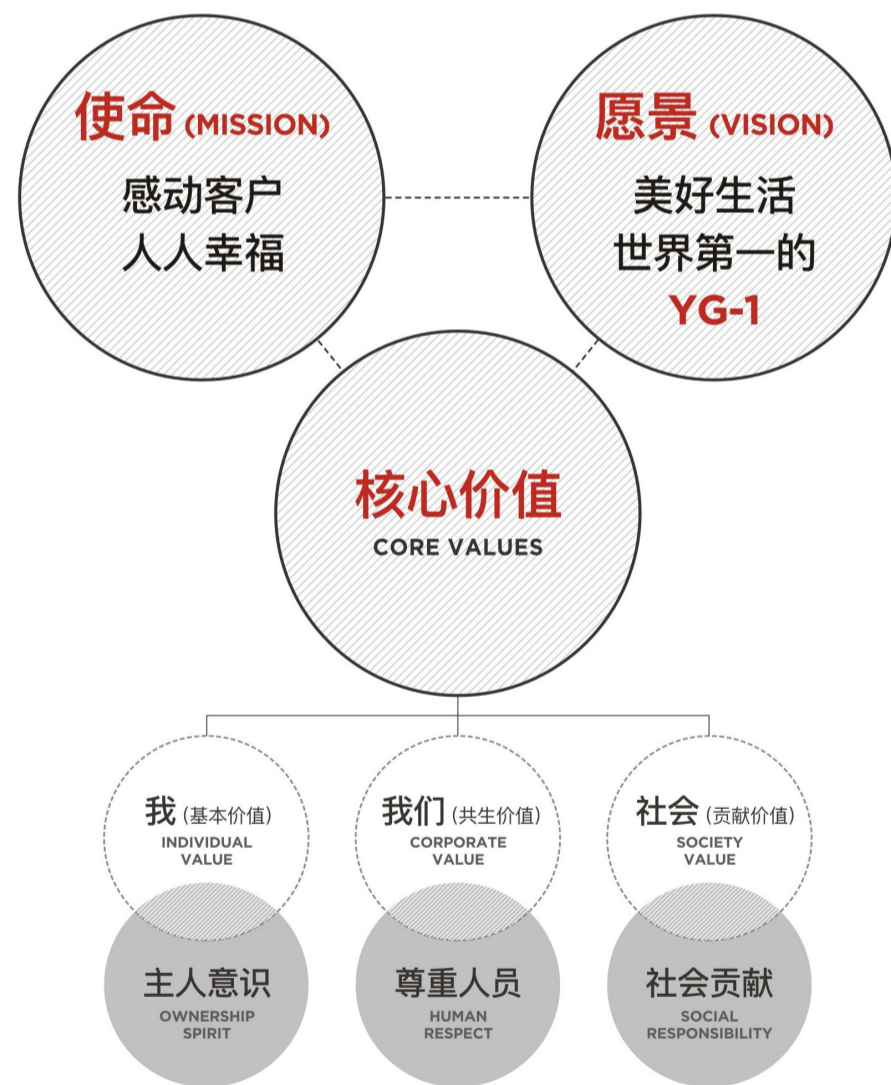 使命 (MISSION)
感动客户
人人幸福
愿景 (VISION)
美好生活
世界第一的
YG-1
核心价值
CORE VALUES
我 (基本价值)
INDIVIDUAL
VALUE
我们 (共生价值)
CORPORATE
VALUE
社会 (贡献价值)
SOCIETY
VALUE
主人意识
OWNERSHIP
SPIRIT
尊重人员
HUMAN
RESPECT
社会贡献
SOCIAL
RESPONSIBILITY